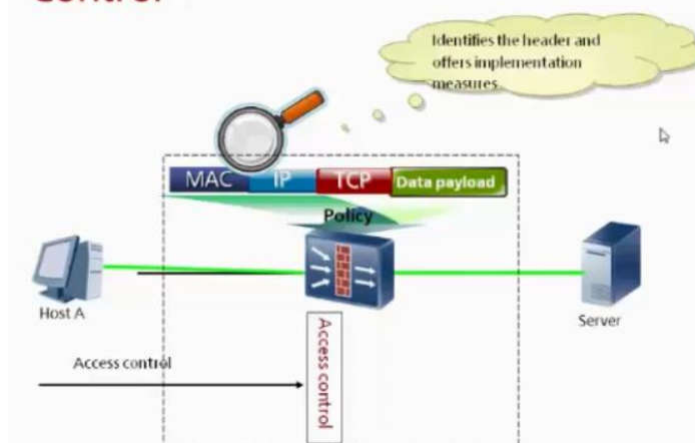 Identifies the header and
offers implementation
measures
MAC IP TCP Data payload
Policy
Host A
Server
Access control
Access control